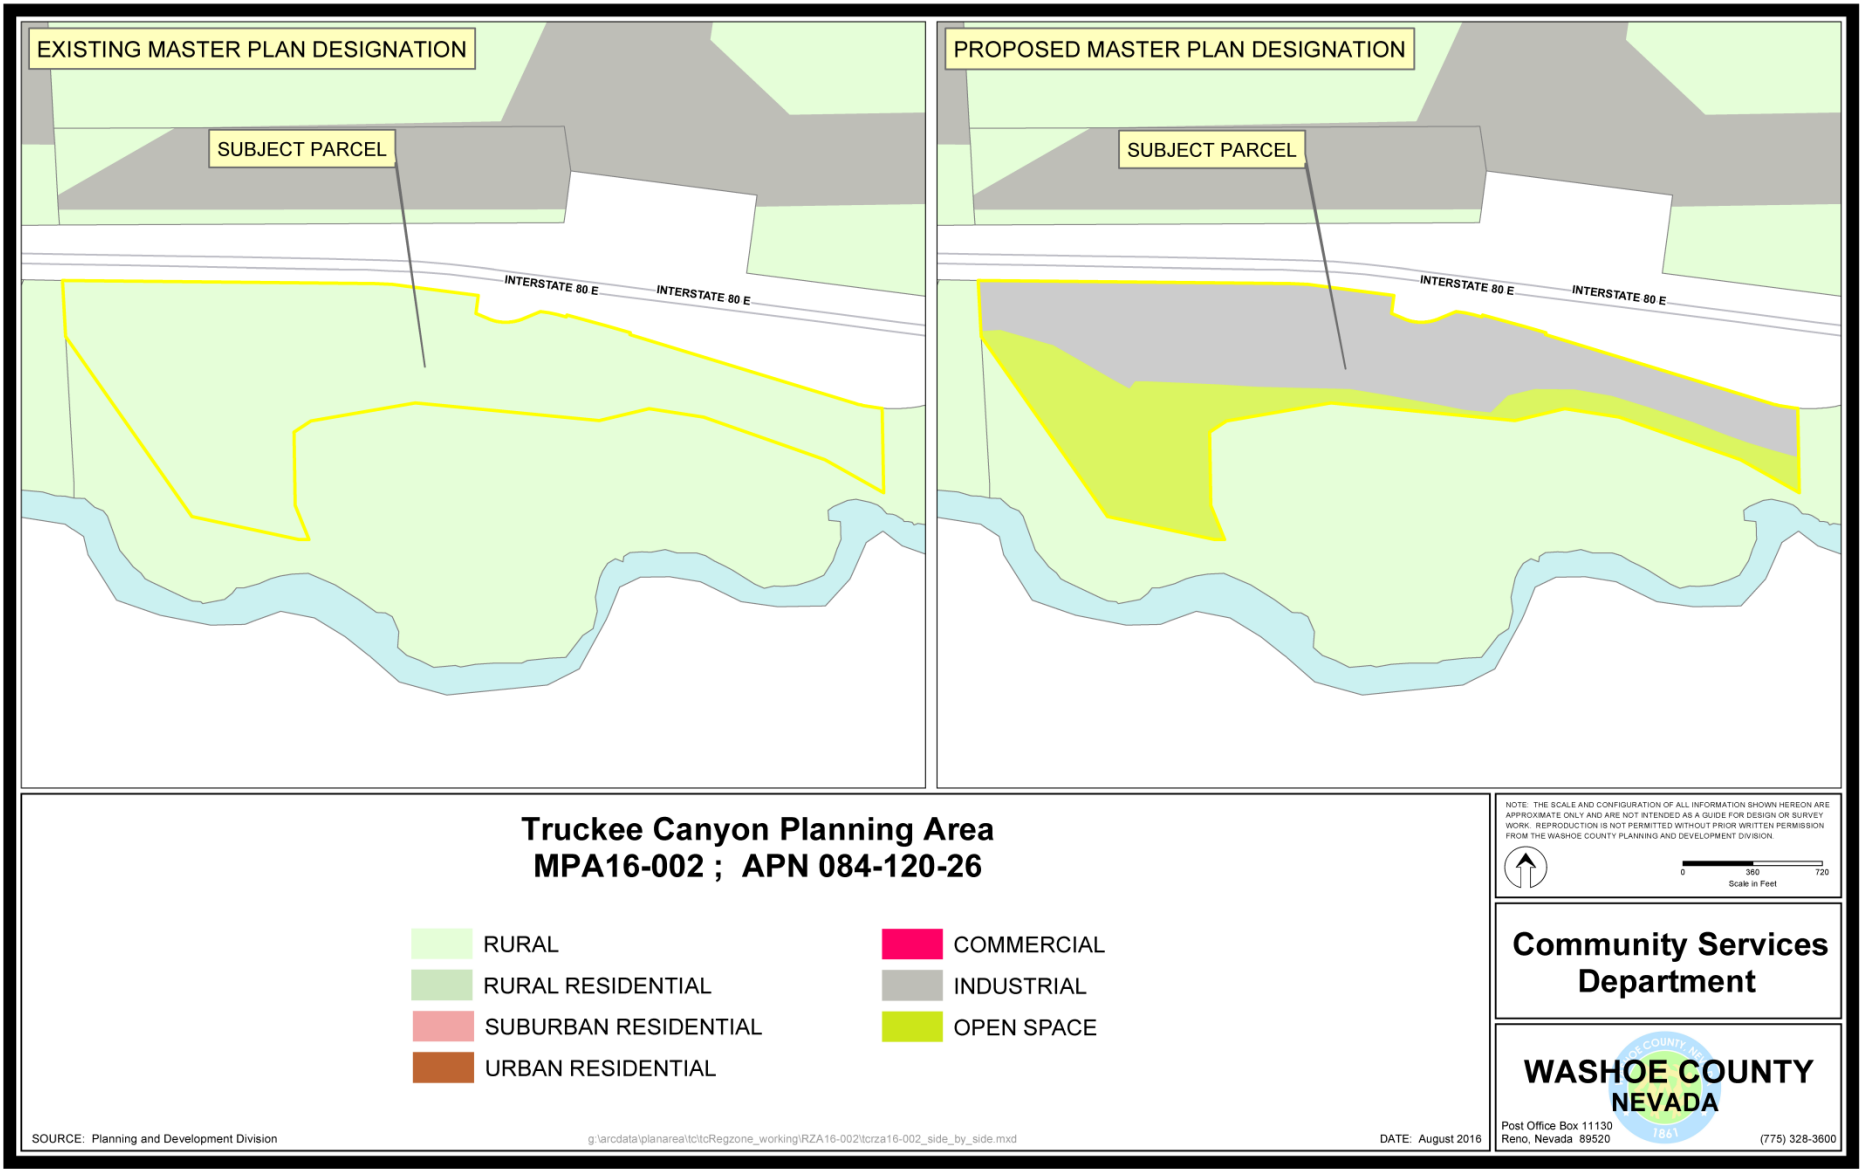 EXISTING MASTER PLAN DESIGNATION
SUBJECT PARCEL
INTERSTATE 80 E
INTERSTATE 80 E
PROPOSED MASTER PLAN DESIGNATION
SUBJECT PARCEL
INTERSTATE 80 E
INTERSTATE 80 E
Truckee Canyon Planning Area
MPA16-002 ; APN 084-120-26
RURAL
RURAL RESIDENTIAL
SUBURBAN RESIDENTIAL
URBAN RESIDENTIAL
COMMERCIAL
INDUSTRIAL
OPEN SPACE
SOURCE: Planning and Development Division
g:\arcdata\planarea\tc\tcRegzone_working\RZA16-002\tcrza16-002_side_by_side.mxd
DATE: August 2016
NOTE: THE SCALE AND CONFIGURATION OF ALL INFORMATION SHOWN HEREON ARE
APPROXIMATE ONLY AND ARE NOT INTENDED AS A GUIDE FOR DESIGN OR SURVEY
WORK. REPRODUCTION IS NOT PERMITTED WITHOUT PRIOR WRITTEN PERMISSION
FROM THE WASHOE COUNTY PLANNING AND DEVELOPMENT DIVISION.
0 360 720
Scale in Feet
Community Services
Department
WASHOE COUNTY
NEVADA
1861
Post Office Box 11130
Reno, Nevada 89520
(775) 328-3600